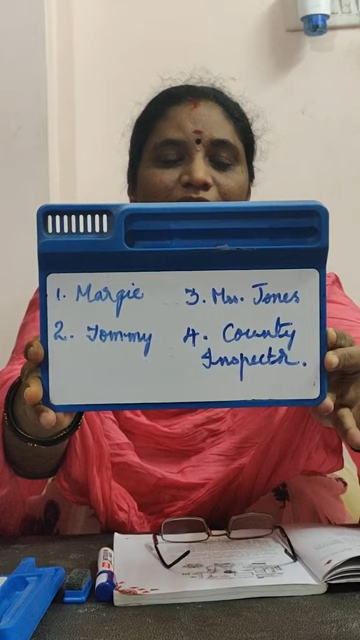 1. Margie
2. Tommy
3. Mrs. Jones
4. County
Inspector.